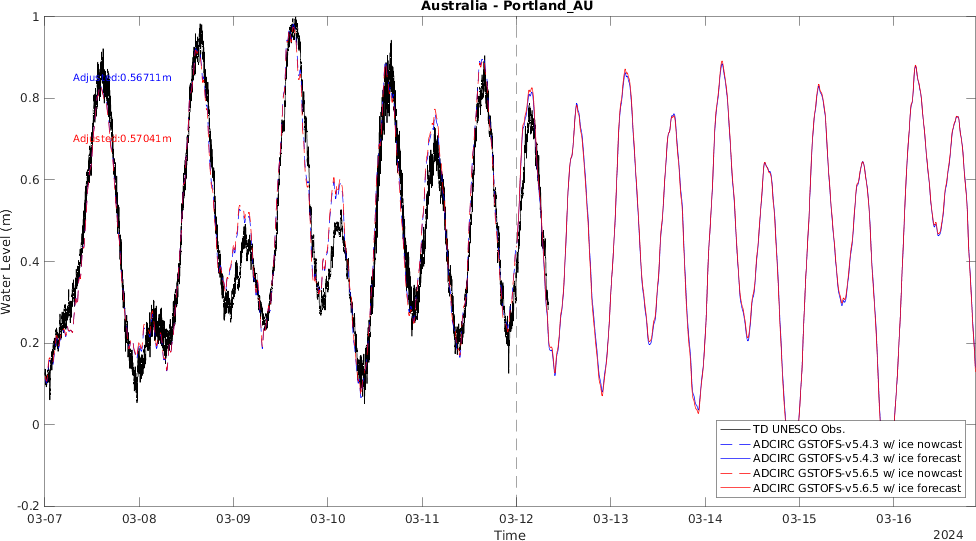 Australia - Portland_AU
1
0.8
0.6
0.4
0.2
0
-0.2
Water Level (m)
Adjusted:0.56711m
Adjusted:0.57041m
TD UNESCO Obs.
ADCIRC GSTOFS-v5.4.3 w/ ice nowcast
ADCIRC GSTOFS-v5.4.3 w/ ice forecast
ADCIRC GSTOFS-v5.6.5 w/ ice nowcast
ADCIRC GSTOFS-v5.6.5 w/ ice forecast
03-07 03-08 03-09 03-10 03-11 03-12 03-13 03-14 03-15 03-16
Time
2024